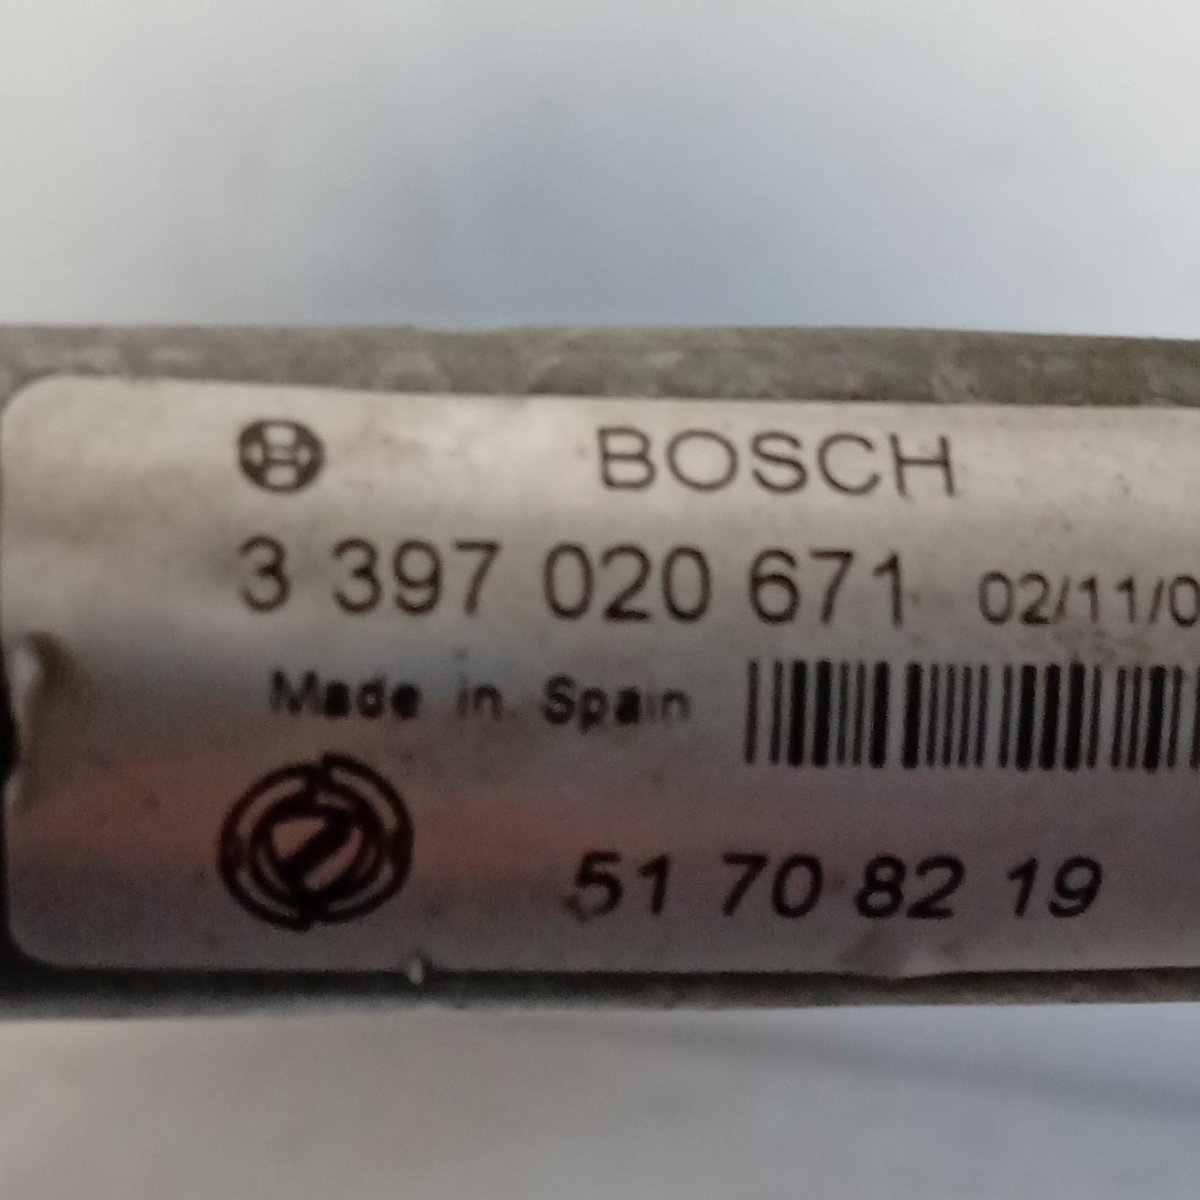 BOSCH
3 397 020 671 02/11/0
Made in Spain
51 70 82 19